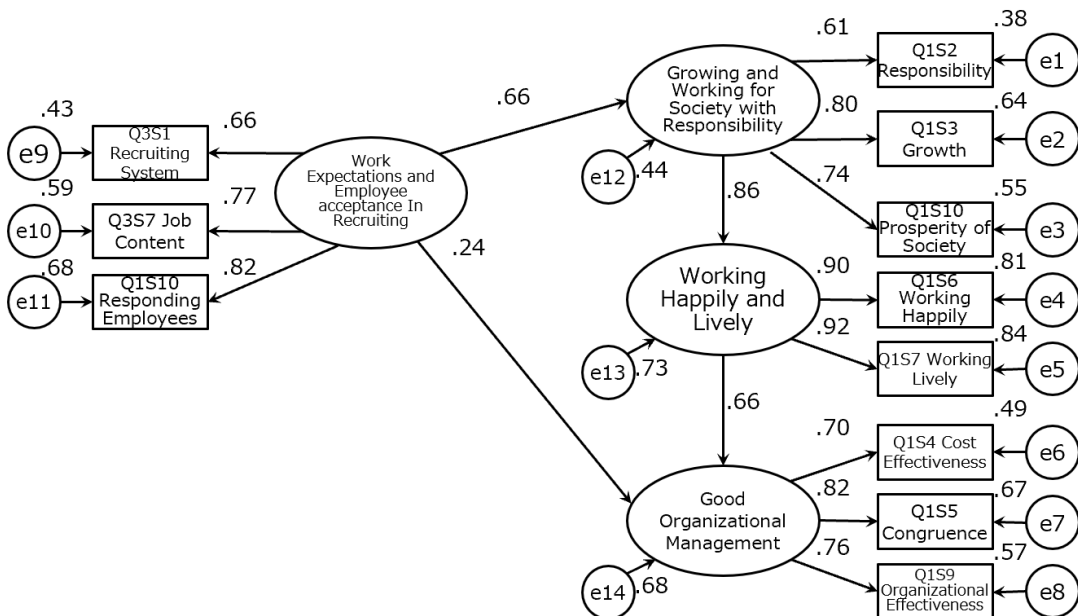 .43
e9
Q3S1
Recruiting
System
.66
.59
e10
Q3S7 Job
Content
.77
.68
e11
Q1S10
Responding
Employees
.82
Work
Expectations and
Employee
acceptance In
Recruiting
.66
.24
Growing and
Working for
Society with
Responsibility
e12
.44
.86
Working
Happily and
Lively
e13
.73
.66
Good
Organizational
Management
e14
.68
.61
Q1S2
Responsibility
.38
e1
.80
Q1S3
Growth
.64
e2
.74
Q1S10
Prosperity of
Society
.55
e3
.90
Q1S6
Working
Happily
.81
e4
.92
Q1S7 Working
Lively
.84
e5
.70
Q1S4 Cost
Effectiveness
.49
e6
.82
Q1S5
Congruence
.67
e7
.76
Q1S9
Organizational
Effectiveness
.57
e8